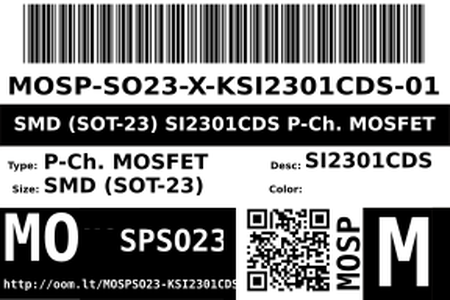 MOSP-SO23-X-KSI2301CDS-01
SMD (SOT-23) SI2301CDS P-Ch. MOSFET
Type: P-Ch. MOSFET
Desc: SI2301CDS
Size: SMD (SOT-23)
Color:
MO
SPSO23
http://oom.lt/MOSPSO23-KSI2301CDS
MOSP
M